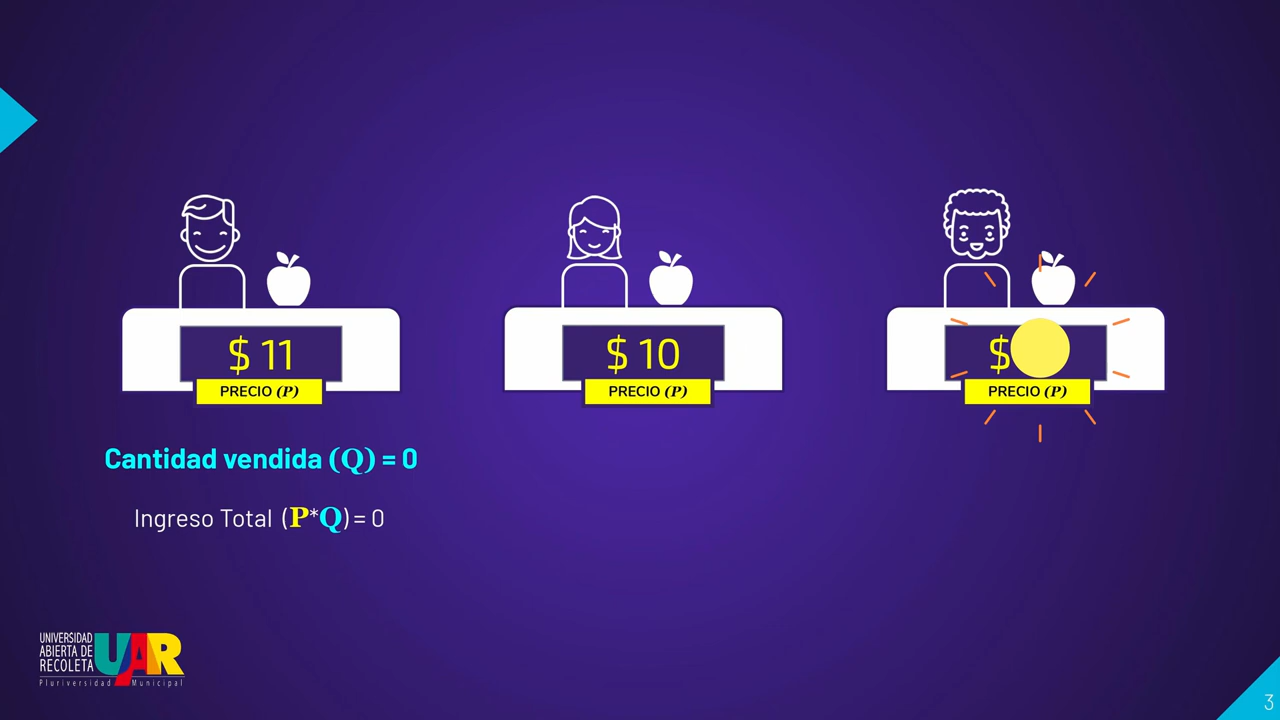 $ 11
PRECIO (P)
$ 10
PRECIO (P)
$
PRECIO (P)
Cantidad vendida (Q) = 0
Ingreso Total (P*Q) = 0
UNIVERSIDAD
ABIERTA DE
RECOLETA
UAR
Pluriversidad Municipal
3